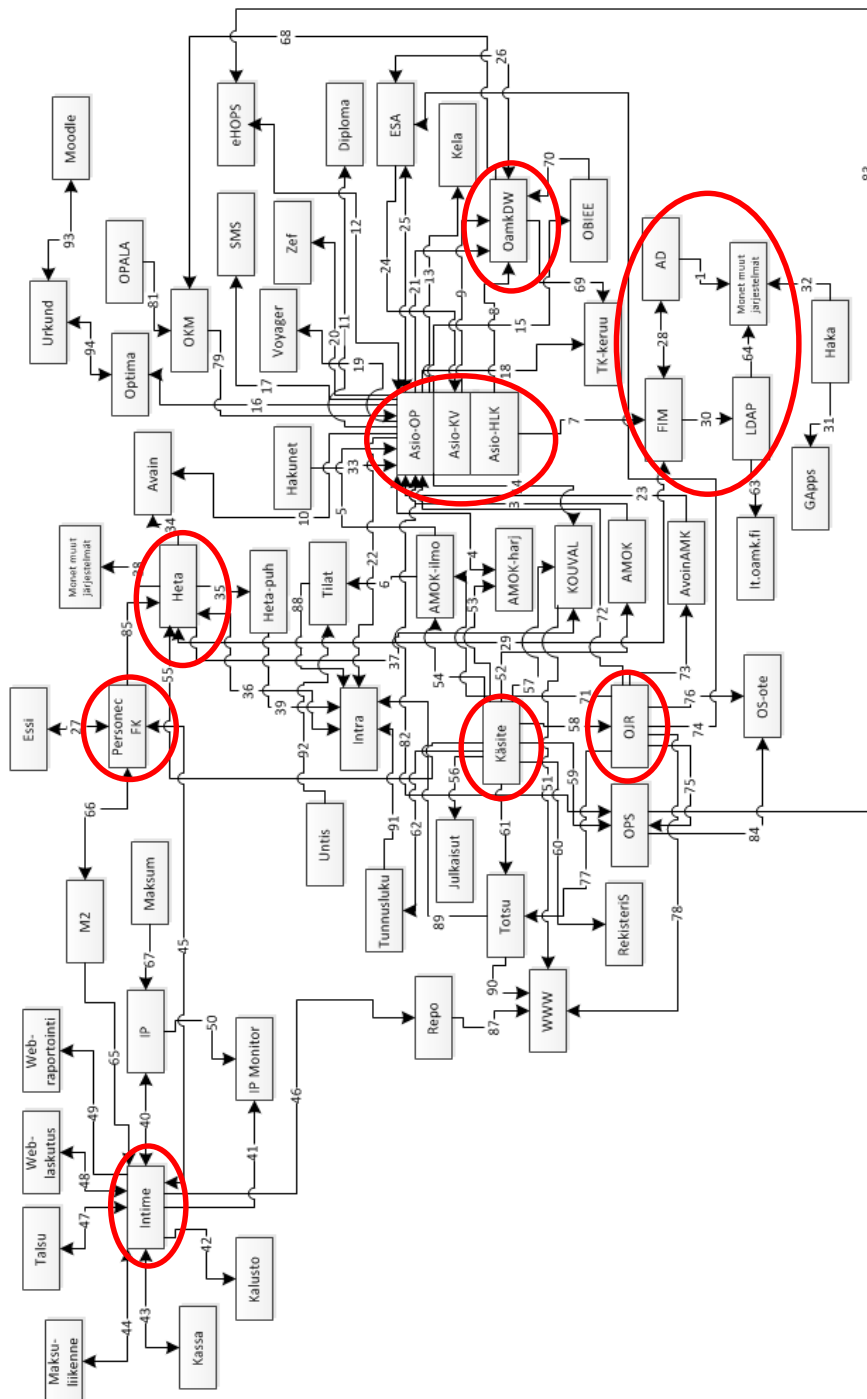 Talsu
Web-
laskutus
Web-
raportointi
Essi
Maksu-
liikenne
M2
Moodle
47
48
49
66
27
Urkund
93
Maksum
44
65
67
94
OPALA
Intime
40
IP
Personec
FK
85
Monet muut
järjestelmät
38
Optima
81
43
42
45
55
Heta
34
Avain
OKM
Kassa
50
35
10
16
79
68
Kalusto
41
IP Monitor
36
Heta-puh
17
SMS
eHOPS
46
39
88
Hakunet
19
Voyager
Zef
92
Untis
Tilat
5
33
20
11
12
Diploma
Intra
22
Repo
Tunnusluku
91
37
6
24
25
ESA
87
89
62
82
54
AMOK-ilmo
Asio-OP
21
13
Kela
26
Julkaisut
56
53
4
Asio-KV
9
WWW
90
Totsu
61
Käsite
52
AMOK-harj
Asio-HLK
8
OamkDW
51
57
29
3
4
18
15
70
60
59
71
KOUVAL
69
OBIEE
RekisteriS
77
58
72
7
TK-keruu
OPS
OJR
AMOK
23
78
75
73
AvoinAMK
FIM
28
AD
84
74
76
30
1
OS-ote
63
LDAP
64
Monet muut
järjestelmät
lt.oamk.fi
32
GApps
31
Haka
83